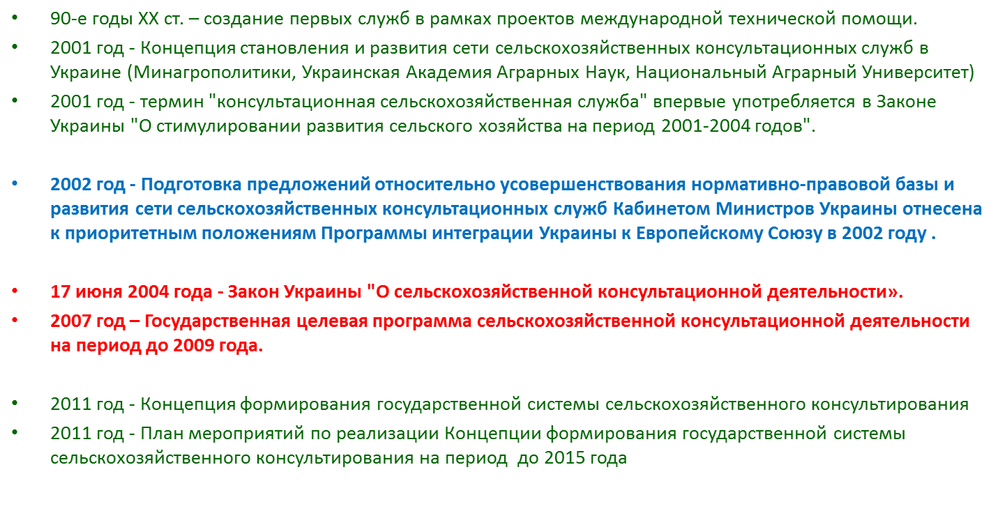 • 90-е годы ХХ ст. – создание первых служб в рамках проектов международной технической помощи.
• 2001 год - Концепция становления и развития сети сельскохозяйственных консультационных служб в
Украине (Минагрополитики, Украинская Академия Аграрных Наук, Национальный Аграрный Университет)
• 2001 год - термин "консультационная сельскохозяйственная служба" впервые употребляется в Законе
Украины "О стимулировании развития сельского хозяйства на период 2001-2004 годов".
• 2002 год - Подготовка предложений относительно усовершенствования нормативно-правовой базы и
развития сети сельскохозяйственных консультационных служб Кабинетом Министров Украины отнесена
к приоритетным положениям Программы интеграции Украины к Европейскому Союзу в 2002 году .
• 17 июня 2004 года - Закон Украины "О сельскохозяйственной консультационной деятельности».
• 2007 год – Государственная целевая программа сельскохозяйственной консультационной деятельности
на период до 2009 года.
• 2011 год - Концепция формирования государственной системы сельскохозяйственного консультирования
• 2011 год - План мероприятий по реализации Концепции формирования государственной системы
сельскохозяйственного консультирования на период  до 2015 года